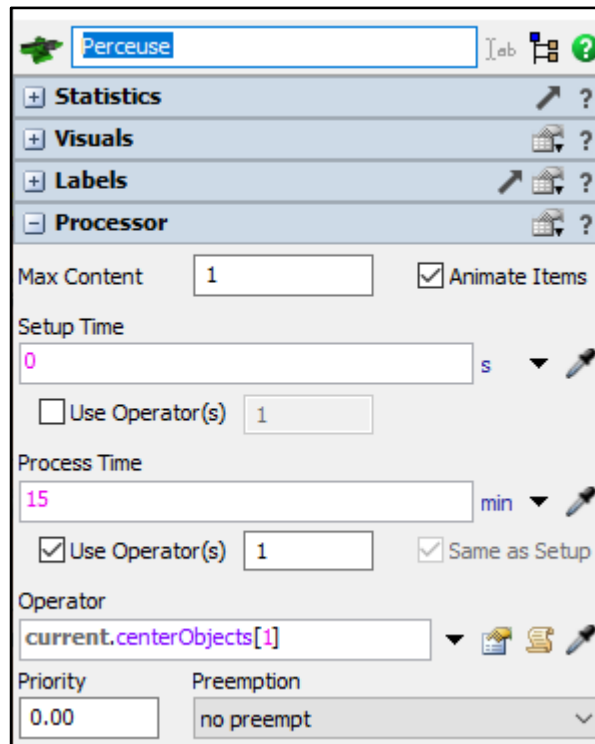 Perceuse
Statistics ?
Visuals ?
Labels ?
Processor ?
Max Content 1 Animate Items
Setup Time
0 s
Use Operator(s) 1
Process Time
15 min
Use Operator(s) 1 Same as Setup
Operator
current.centerObjects[1]
Priority Preemption
0.00 no preempt